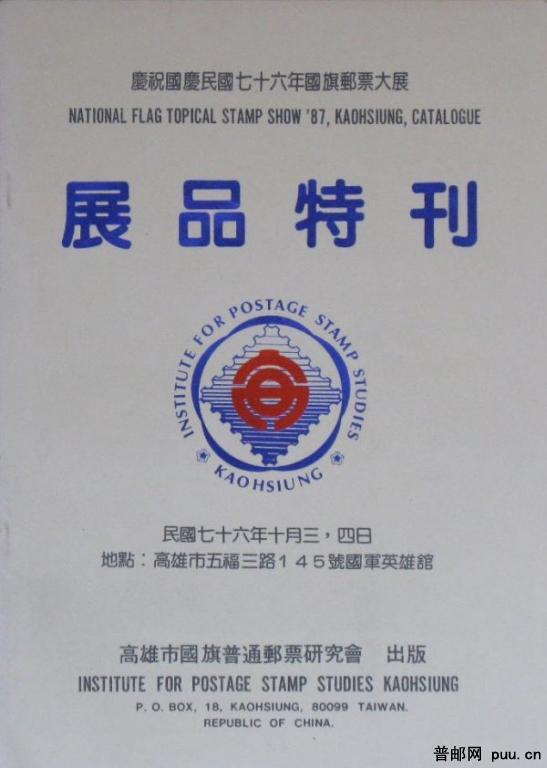 慶祝國慶民國七十六年國旗郵票大展
NATIONAL FLAG TOPICAL STAMP SHOW '87, KAOHSIUNG, CATALOGUE
展品特刊
INSTITUTE FOR POSTAGE STAMP STUDIES
KAOHSIUNG
民國七十六年十月三，四日
地點：高雄市五福三路145號國軍英雄舘
高雄市國旗普通郵票研究會 出版
INSTITUTE FOR POSTAGE STAMP STUDIES KAOHSIUNG
P. O. BOX, 18, KAOHSIUNG, 80099 TAIWAN.
REPUBLIC OF CHINA.
普邮网 puu.cn